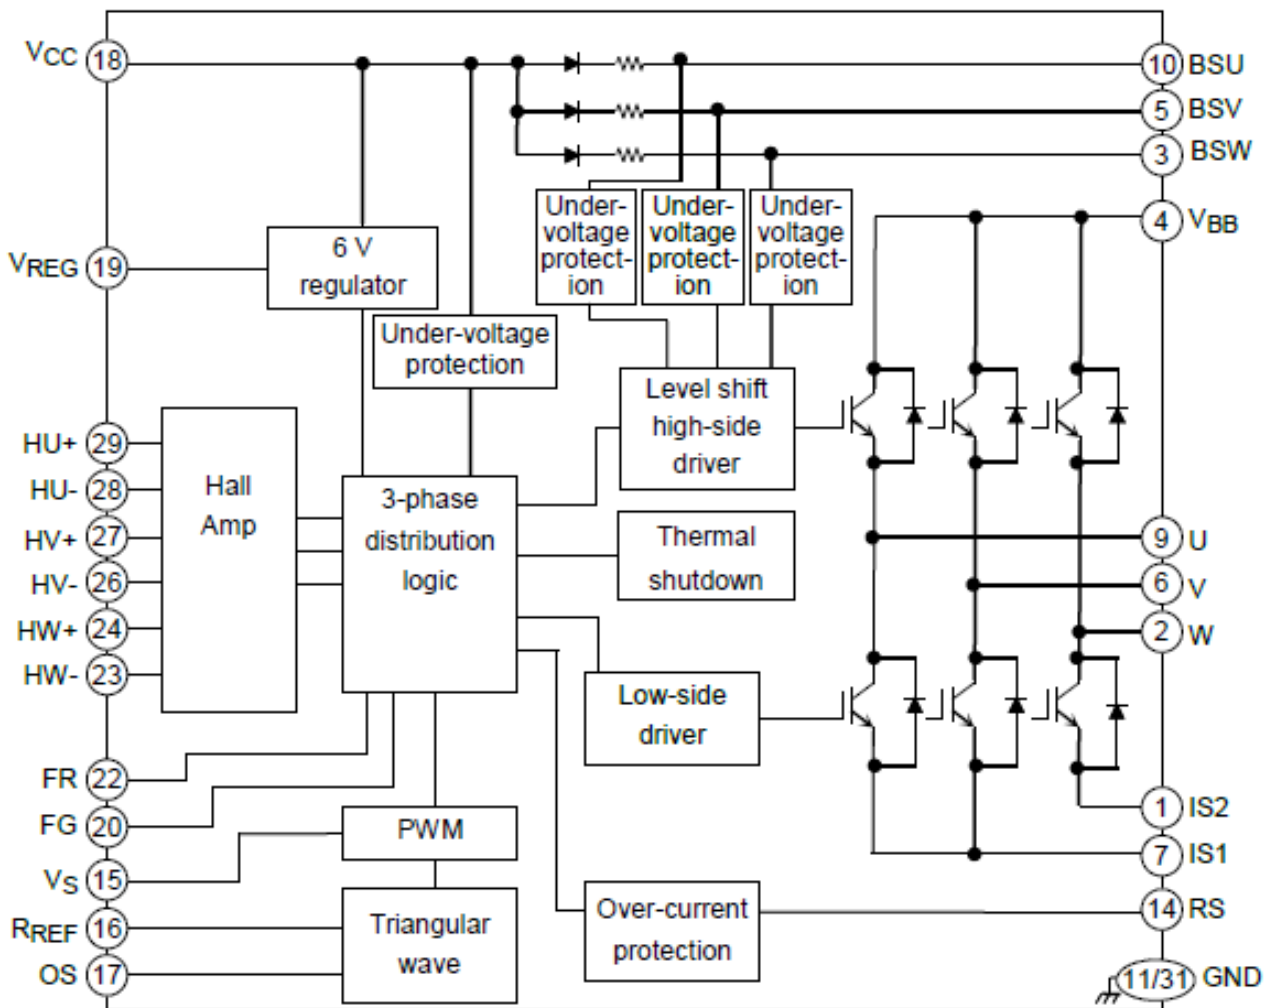 VCC 18
10 BSU
5 BSV
3 BSW
Under-
voltage
protect-
ion
Under-
voltage
protect-
ion
Under-
voltage
protect-
ion
4 VBB
6 V
regulator
VREG 19
Under-voltage
protection
Level shift
high-side
driver
HU+ 29
HU- 28
HV+ 27
HV- 26
HW+ 24
HW- 23
Hall
Amp
3-phase
distribution
logic
Thermal
shutdown
9 U
6 V
2 W
Low-side
driver
FR 22
FG 20
VS 15
RREF 16
OS 17
PWM
Triangular
wave
Over-current
protection
1 IS2
7 IS1
14 RS
11/31 GND